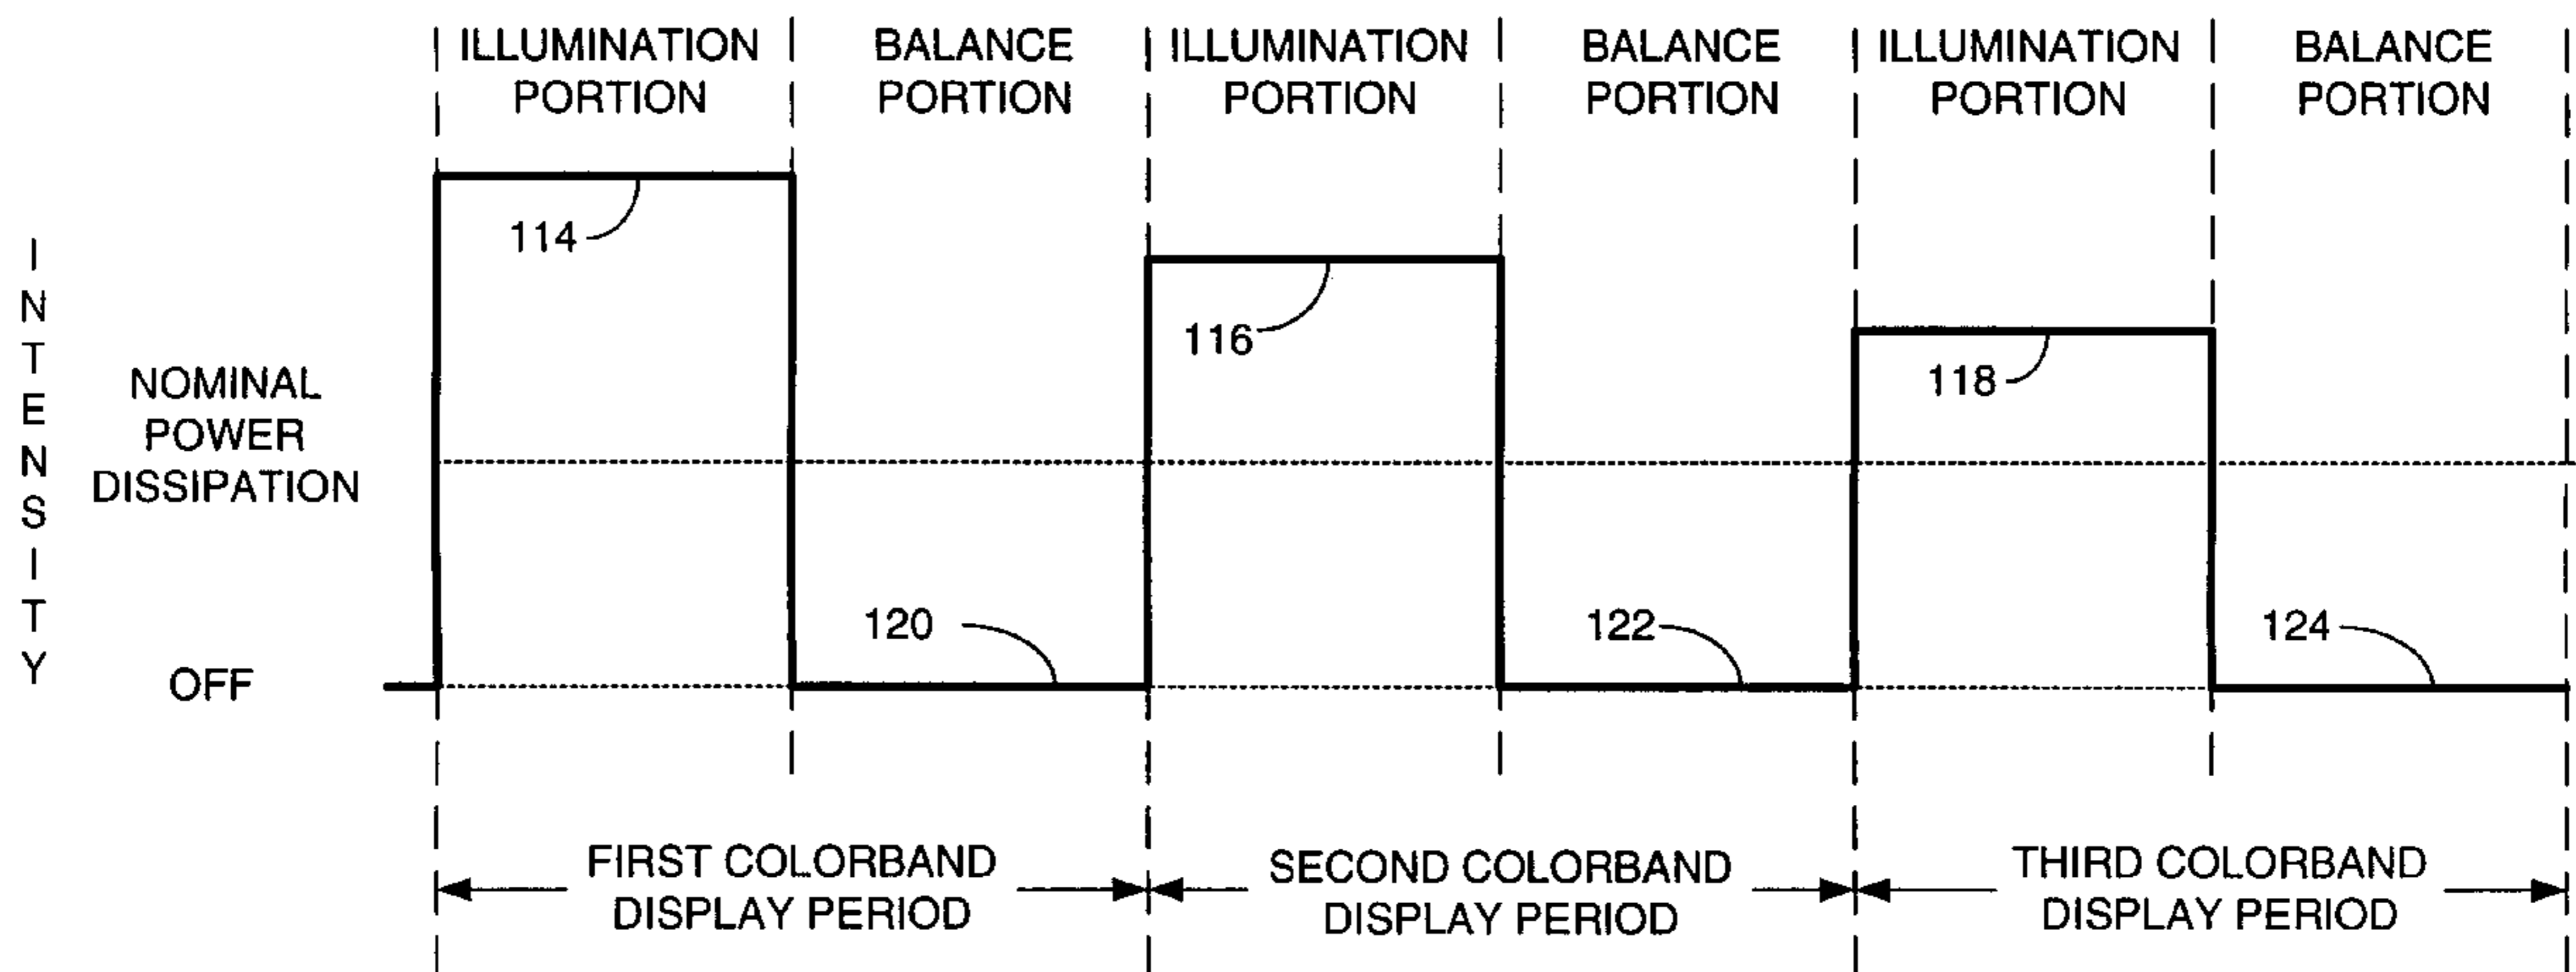 ILLUMINATION
PORTION
BALANCE
PORTION
ILLUMINATION
PORTION
BALANCE
PORTION
ILLUMINATION
PORTION
BALANCE
PORTION
INTENSITY
NOMINAL
POWER
DISSIPATION
OFF
114
116
118
120
122
124
FIRST COLORBAND
DISPLAY PERIOD
SECOND COLORBAND
DISPLAY PERIOD
THIRD COLORBAND
DISPLAY PERIOD